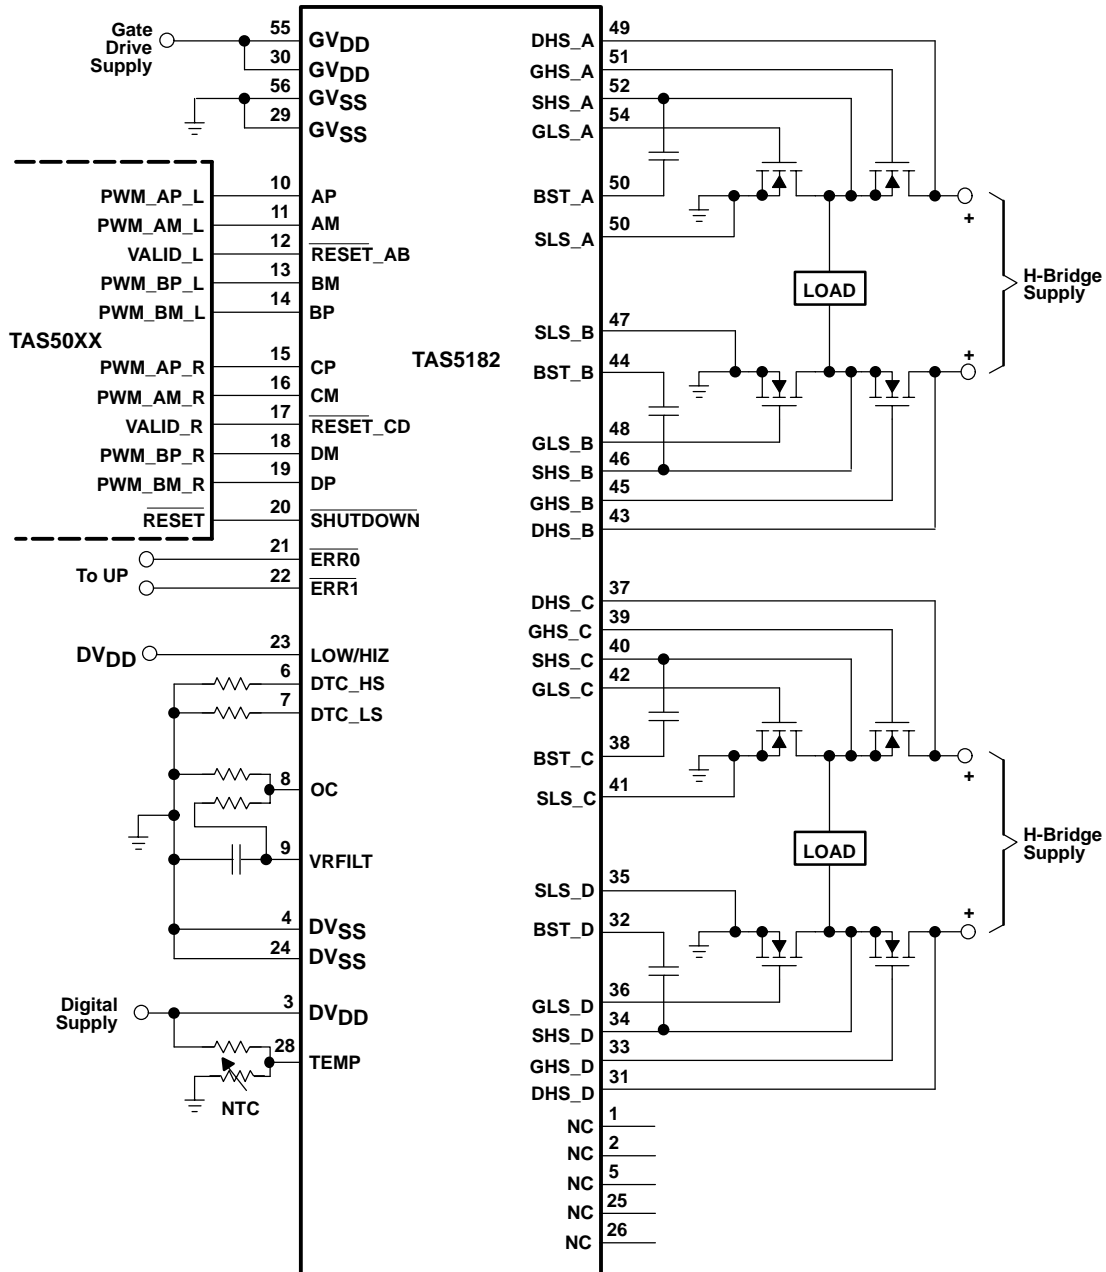 Gate
Drive
Supply
55
GVDD
30
GVDD
56
GVSS
29
GVSS
TAS50XX
PWM_AP_L
10
AP
PWM_AM_L
11
AM
VALID_L
12
RESET_AB
PWM_BP_L
13
BM
PWM_BM_L
14
BP
PWM_AP_R
15
CP
PWM_AM_R
16
CM
VALID_R
17
RESET_CD
PWM_BP_R
18
DM
PWM_BM_R
19
DP
RESET
20
SHUTDOWN
To UP
21
ERR0
22
ERR1
DVDD
23
LOW/HIZ
6
DTC_HS
7
DTC_LS
8
OC
9
VRFILT
4
DVSS
24
DVSS
Digital
Supply
3
DVDD
28
TEMP
NTC
TAS5182
DHS_A
49
GHS_A
51
SHS_A
52
GLS_A
54
BST_A
50
SLS_A
50
+
LOAD
H-Bridge
Supply
SLS_B
47
BST_B
44
+
GLS_B
48
SHS_B
46
GHS_B
45
DHS_B
43
DHS_C
37
GHS_C
39
SHS_C
40
GLS_C
42
BST_C
38
SLS_C
41
+
LOAD
H-Bridge
Supply
SLS_D
35
BST_D
32
+
GLS_D
36
SHS_D
34
GHS_D
33
DHS_D
31
NC
1
NC
2
NC
5
NC
25
NC
26